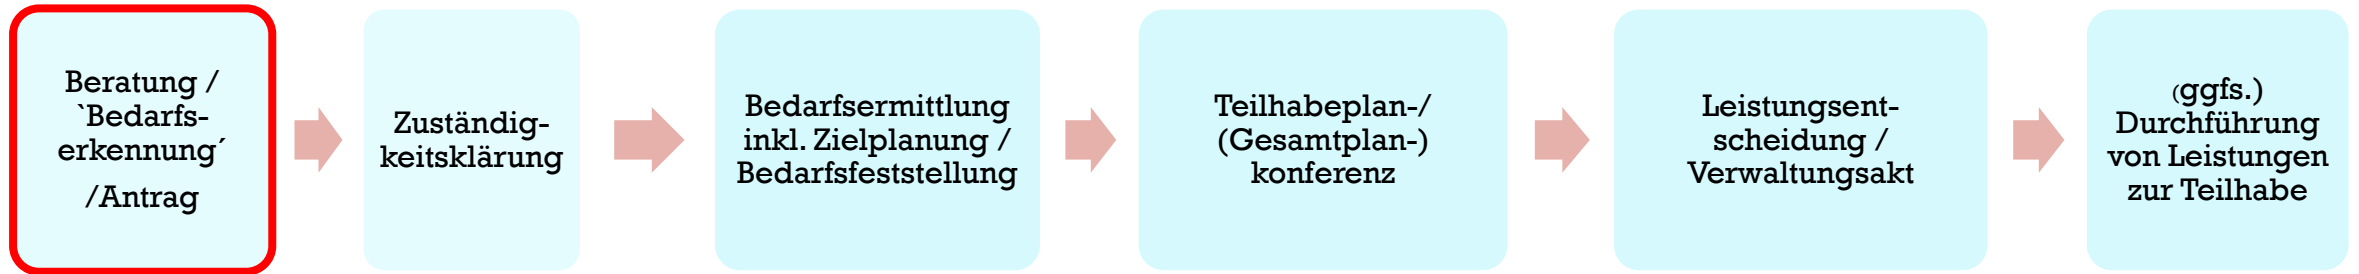 Beratung /
`Bedarfs-
erkennung´
/Antrag
Zuständig-
keitsklärung
Bedarfsermittlung
inkl. Zielplanung /
Bedarfsfeststellung
Teilhabeplan-/
(Gesamtplan-)
konferenz
Leistungsent-
scheidung /
Verwaltungsakt
(ggfs.)
Durchführung
von Leistungen
zur Teilhabe